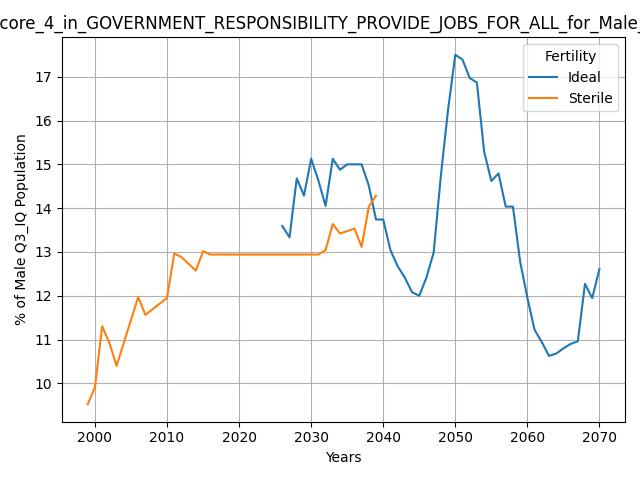 core_4_in_GOVERNMENT_RESPONSIBILITY_PROVIDE_JOBS_FOR_ALL_for_Male_
Fertility
Ideal
Sterile
17
16
15
14
13
12
11
10
% of Male Q3_IQ Population
2000 2010 2020 2030 2040 2050 2060 2070
Years